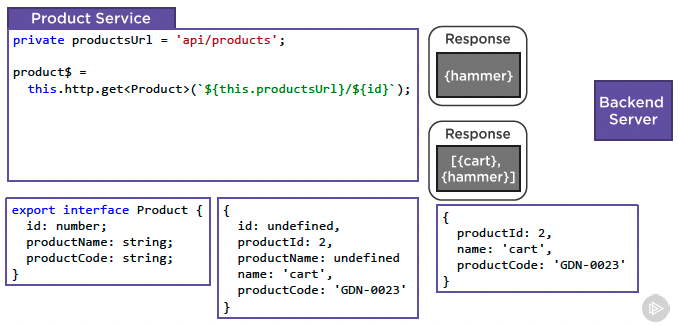 Product Service
private productsUrl = 'api/products';
product$ =
this.http.get<Product>(`${this.productsUrl}/${id}`);
Response
{hammer}
Backend
Server
Response
[{cart},
{hammer}]
export interface Product {
id: number;
productName: string;
productCode: string;
}
{
id: undefined,
productId: 2,
productName: undefined
name: 'cart',
productCode: 'GDN-0023'
}
{
productId: 2,
name: 'cart',
productCode: 'GDN-0023'
}